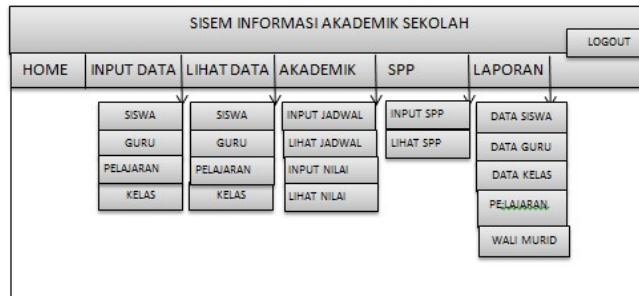 SISEM INFORMASI AKADEMIK SEKOLAH
LOGOUT
HOME INPUT DATA LIHAT DATA AKADEMIK SPP LAPORAN
SISWA
GURU
PELAJARAN
KELAS
SISWA
GURU
PELAJARAN
KELAS
INPUT JADWAL
LIHAT JADWAL
INPUT NILAI
LIHAT NILAI
INPUT SPP
LIHAT SPP
DATA SISWA
DATA GURU
DATA KELAS
PELAJARAN
WALI MURID